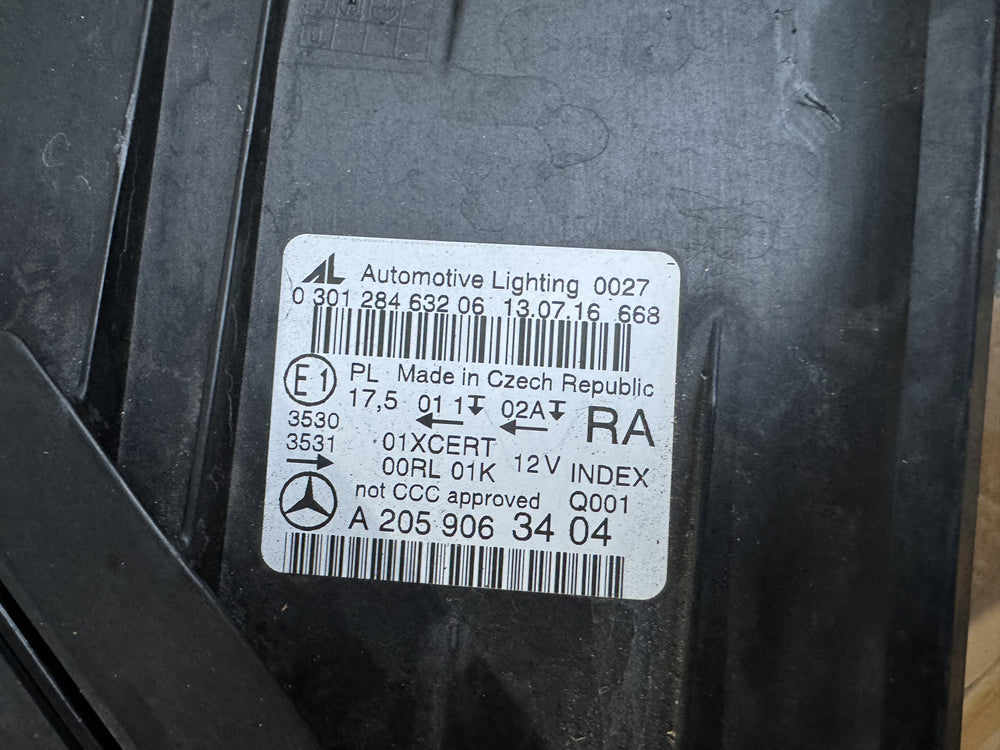 AL Automotive Lighting 0027
0 301 284 632 06 13.07.16 668
E1 PL Made in Czech Republic
17,5 01 1 02A RA
3530
3531 01XCERT
00RL 01K 12V INDEX
not CCC approved Q001
A 205 906 34 04